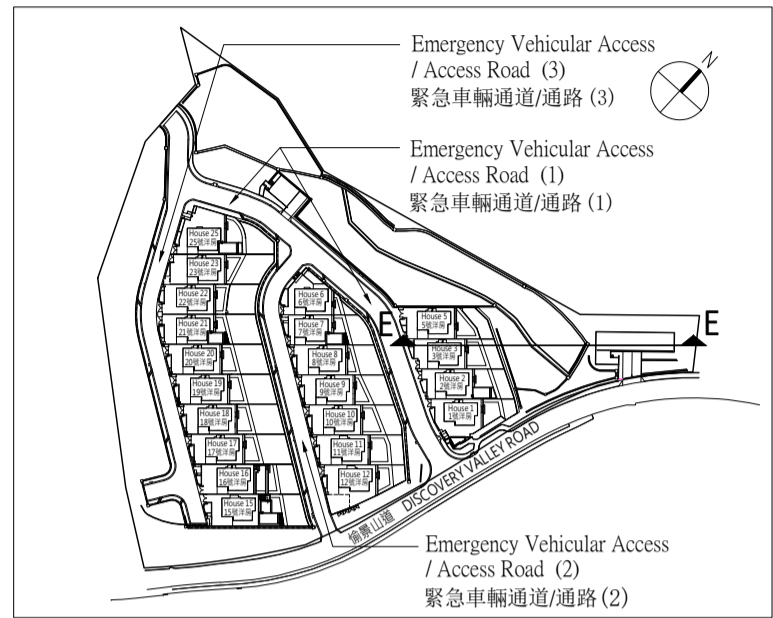 Emergency Vehicular Access
/ Access Road (3)
緊急車輛通道/通路 (3)
N
Emergency Vehicular Access
/ Access Road (1)
緊急車輛通道/通路 (1)
House 25
25號洋房
House 23
23號洋房
House 22
22號洋房
House 21
21號洋房
House 20
20號洋房
House 19
19號洋房
House 18
18號洋房
House 17
17號洋房
House 16
16號洋房
House 15
15號洋房
House 6
6號洋房
House 7
7號洋房
House 8
8號洋房
House 9
9號洋房
House 10
10號洋房
House 11
11號洋房
House 12
12號洋房
House 5
5號洋房
House 3
3號洋房
House 2
2號洋房
House 1
1號洋房
E
E
愉景山道 DISCOVERY VALLEY ROAD
Emergency Vehicular Access
/ Access Road (2)
緊急車輛通道/通路 (2)